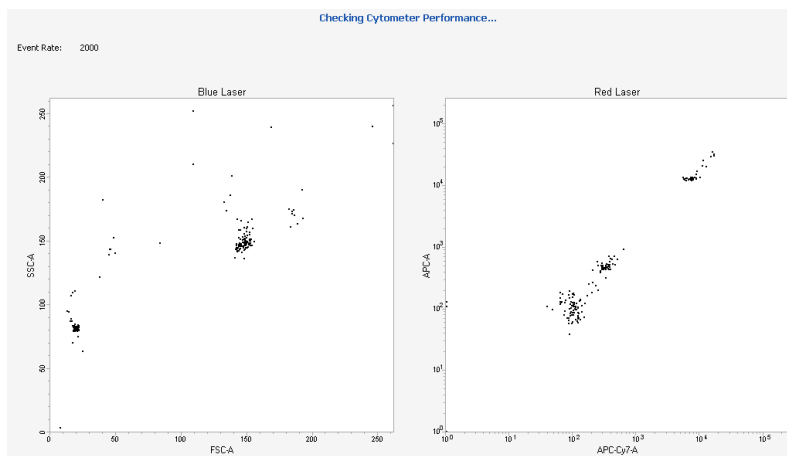 Checking Cytometer Performance...
Event Rate: 2000
Blue Laser
SSC-A
250
200
150
100
50
0
0 50 100 150 200 250
FSC-A
Red Laser
APC-A
10^5
10^4
10^3
10^2
10^1
10^0
10^0 10^1 10^2 10^3 10^4 10^5
APC-Cy7-A